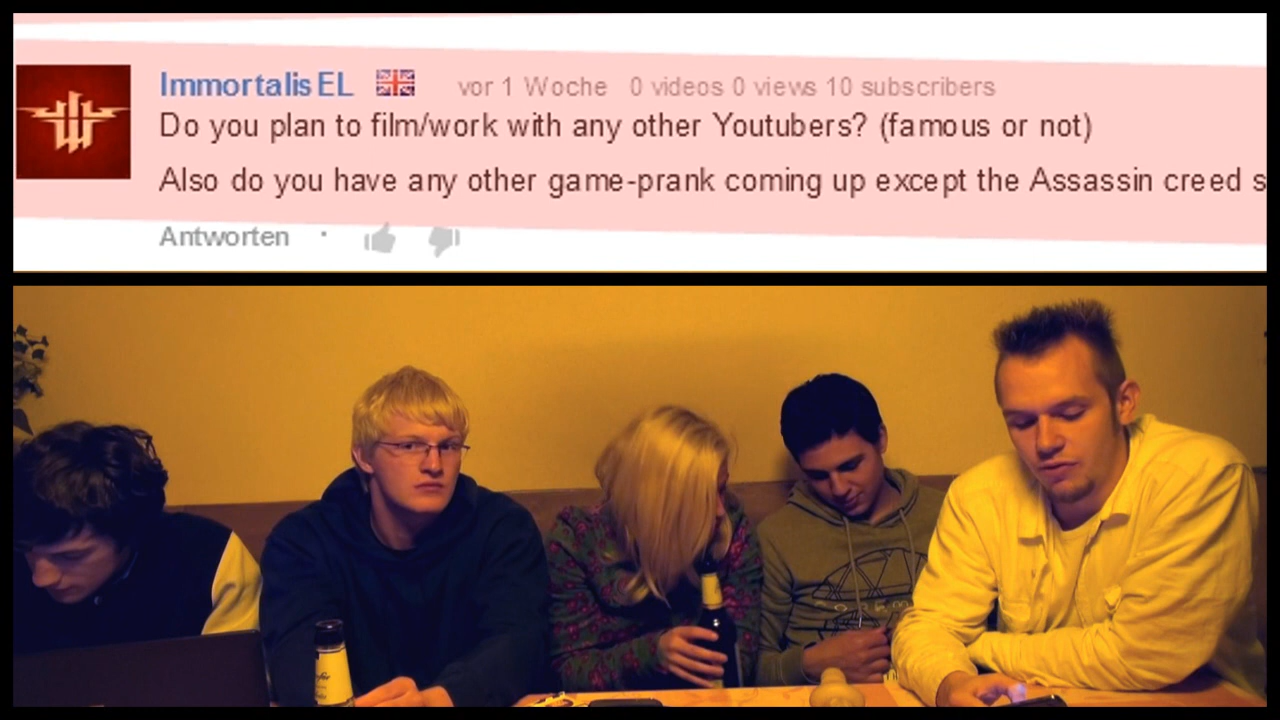 Immortalis EL vor 1 Woche 0 videos 0 views 10 subscribers
Do you plan to film/work with any other Youtubers? (famous or not)
Also do you have any other game-prank coming up except the Assassin creed s
Antworten ·